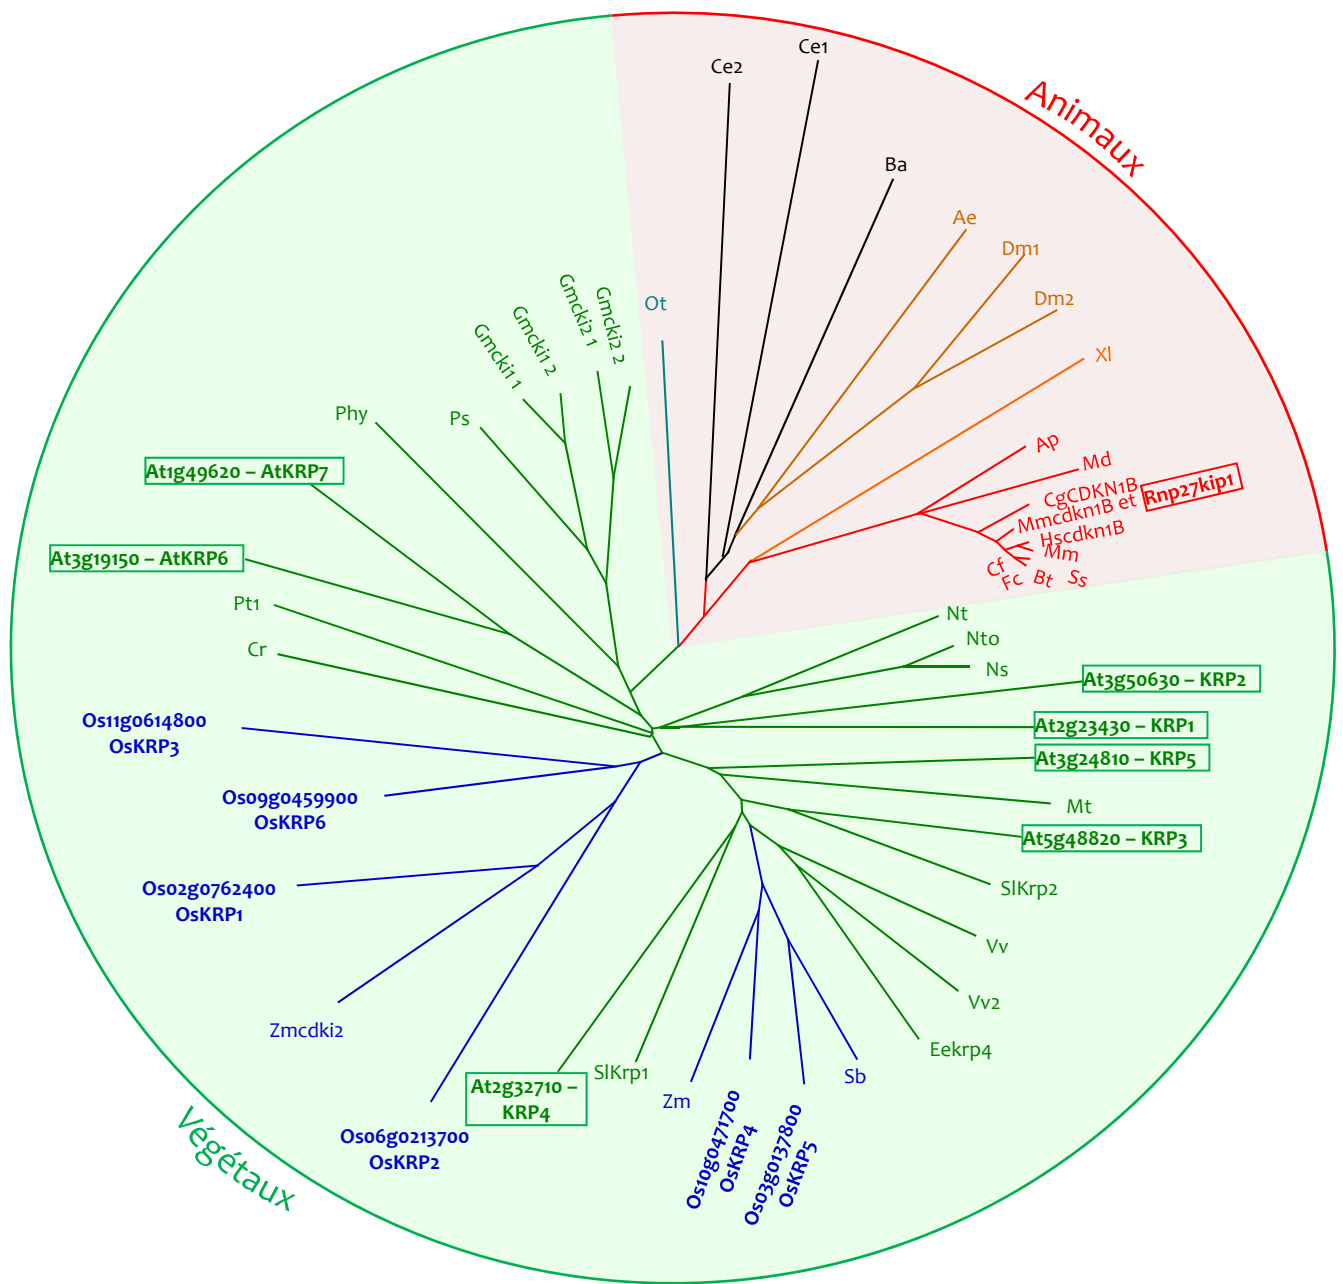 Animaux
Ce1
Ce2
Ba
Ae
Dm1
Dm2
Xl
Ap
Md
CgCDKN1B
Mmcdkn1B et Rnp27kip1
Hscdkn1B
Mm
Cf
Fc
Bt
Ss
Ot
Gmcki2 2
Gmcki2 1
Gmcki1 2
Gmcki1 1
Ps
Phy
At1g49620 – AtKRP7
At3g19150 – AtKRP6
Pt1
Cr
Nt
Nto
Ns
At3g50630 – KRP2
At2g23430 – KRP1
At3g24810 – KRP5
Mt
At5g48820 – KRP3
SlKrp2
Vv
Vv2
Eekrp4
Sb
Os03g0137800
OsKRP5
Os10g0471700
OsKRP4
Zm
SlKrp1
At2g32710 –
KRP4
Os06g0213700
OsKRP2
Zmcdki2
Os02g0762400
OsKRP1
Os09g0459900
OsKRP6
Os11g0614800
OsKRP3
Végétaux